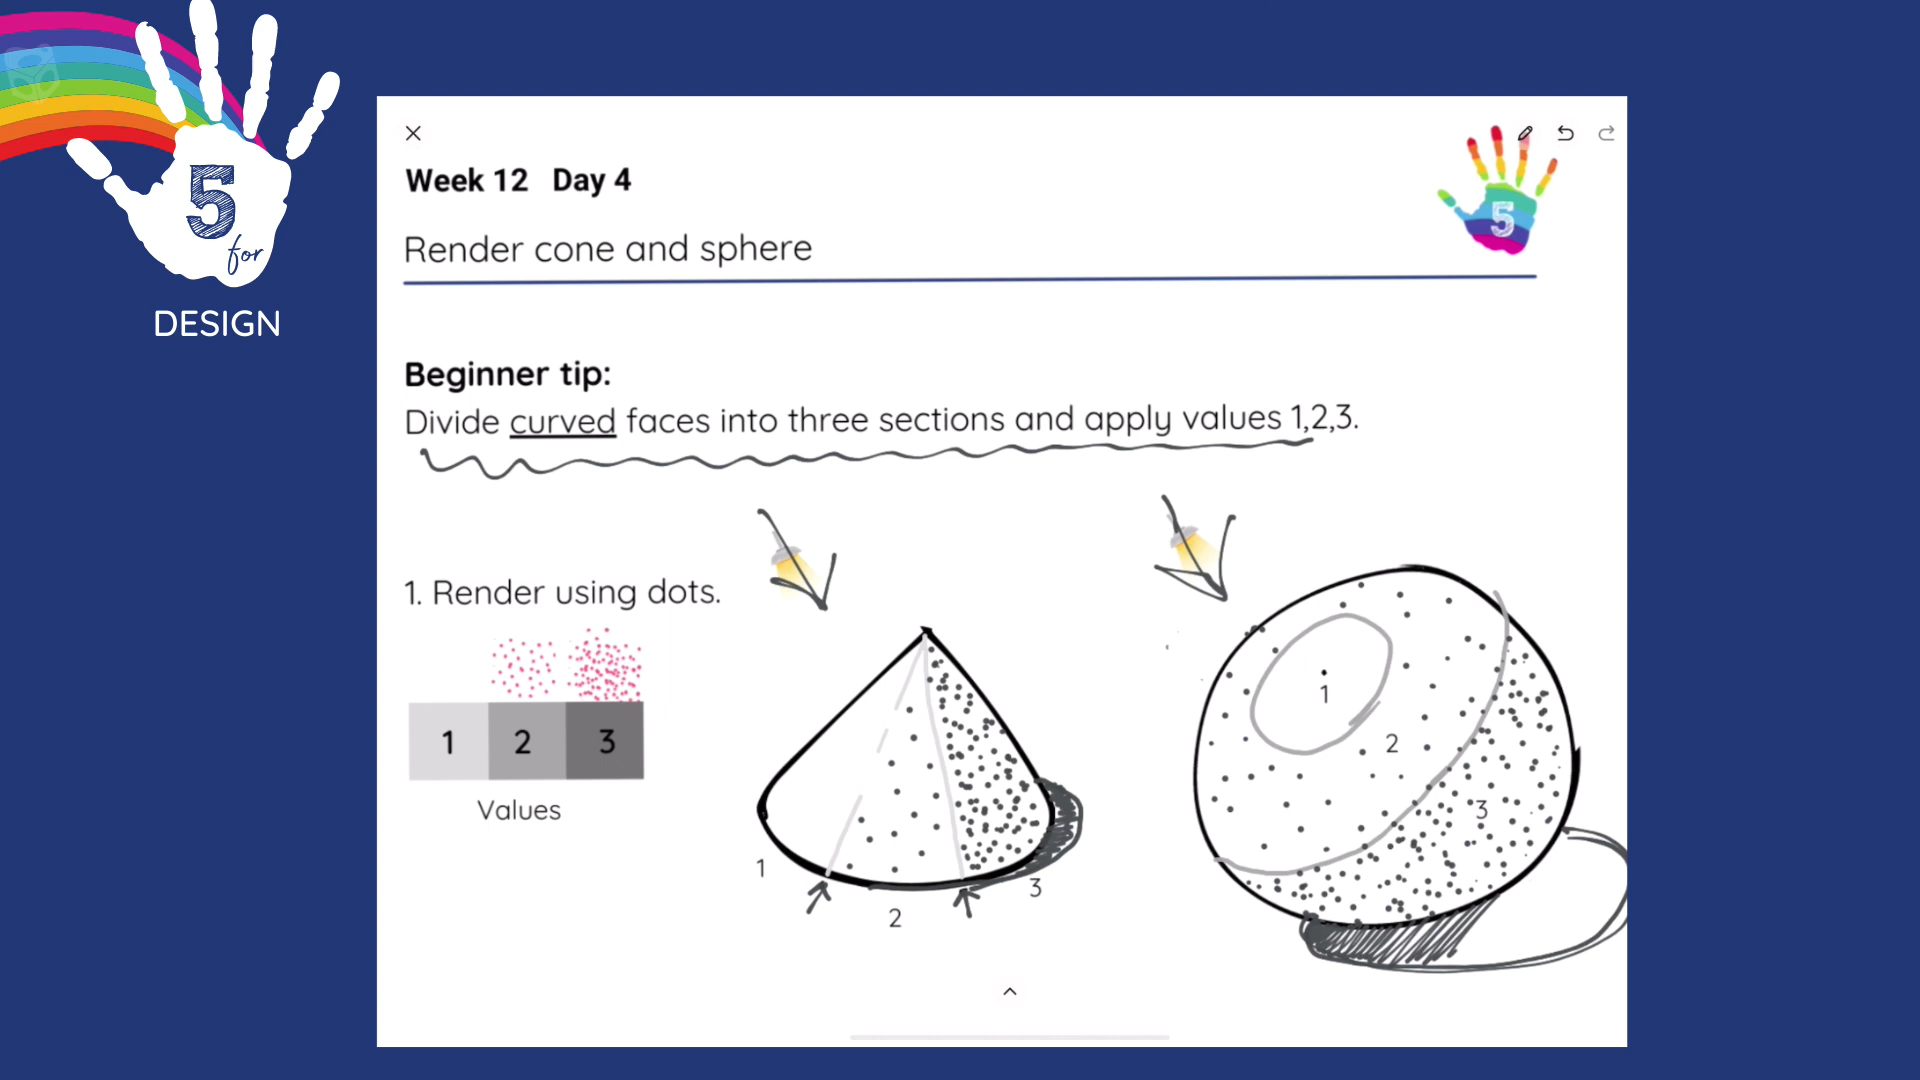 5
for
DESIGN
Week 12 Day 4
5
Render cone and sphere
Beginner tip:
Divide curved faces into three sections and apply values 1,2,3.
1. Render using dots.
1 2 3
Values
1
2
3
1
2
3